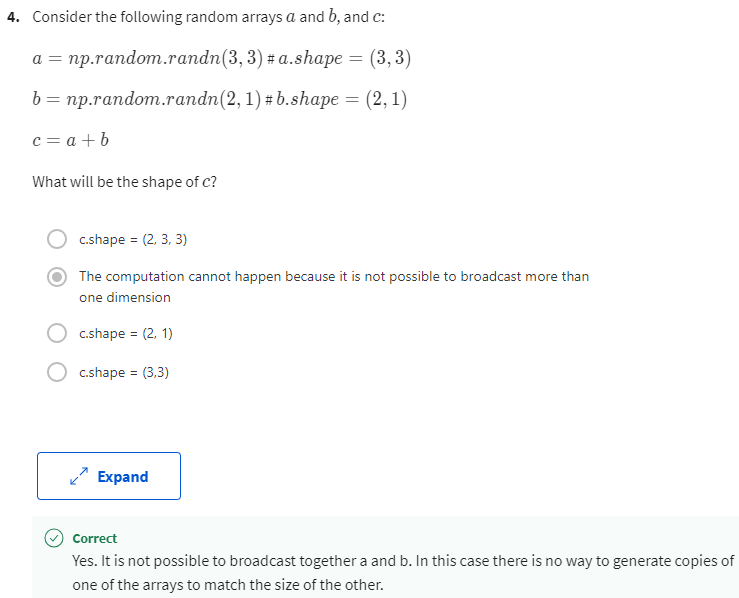 4. Consider the following random arrays a and b, and c:
a = np.random.randn(3, 3) # a.shape = (3, 3)
b = np.random.randn(2, 1) # b.shape = (2, 1)
c = a + b
What will be the shape of c?
c.shape = (2, 3, 3)
The computation cannot happen because it is not possible to broadcast more than
one dimension
c.shape = (2, 1)
c.shape = (3,3)
Expand
Correct
Yes. It is not possible to broadcast together a and b. In this case there is no way to generate copies of
one of the arrays to match the size of the other.